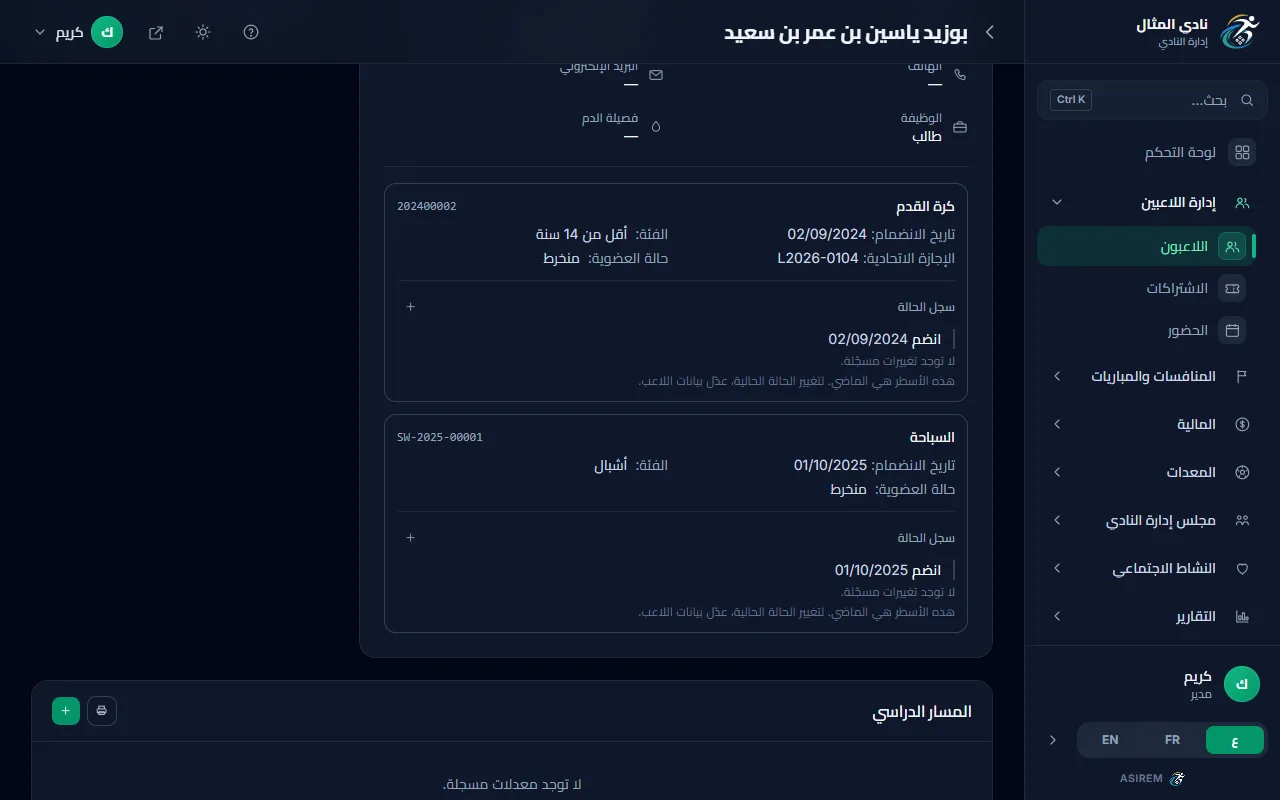 نادي المثال
إدارة النادي
بحث...
Ctrl K
لوحة التحكم
إدارة اللاعبين
اللاعبون
الاشتراكات
الحضور
المنافسات والمباريات
المالية
المعدات
مجلس إدارة النادي
النشاط الاجتماعي
التقارير
ك
كريم
مدير
ع
FR
EN
ASIREM
بوزيد ياسين بن عمر بن سعيد
ك
كريم
الهاتف
—
البريد الإلكتروني
—
الوظيفة
طالب
فصيلة الدم
—
كرة القدم
202400002
تاريخ الانضمام: 02/09/2024
الفئة: أقل من 14 سنة
الإجازة الاتحادية: L2026-0104
حالة العضوية: منخرط
سجل الحالة
+
انضم 02/09/2024
لا توجد تغييرات مسجّلة.
هذه الأسطر هي الماضي. لتغيير الحالة الحالية، عدّل بيانات اللاعب.
السباحة
SW-2025-00001
تاريخ الانضمام: 01/10/2025
الفئة: أشبال
حالة العضوية: منخرط
سجل الحالة
+
انضم 01/10/2025
لا توجد تغييرات مسجّلة.
هذه الأسطر هي الماضي. لتغيير الحالة الحالية، عدّل بيانات اللاعب.
المسار الدراسي
+
لا توجد معدلات مسجلة.